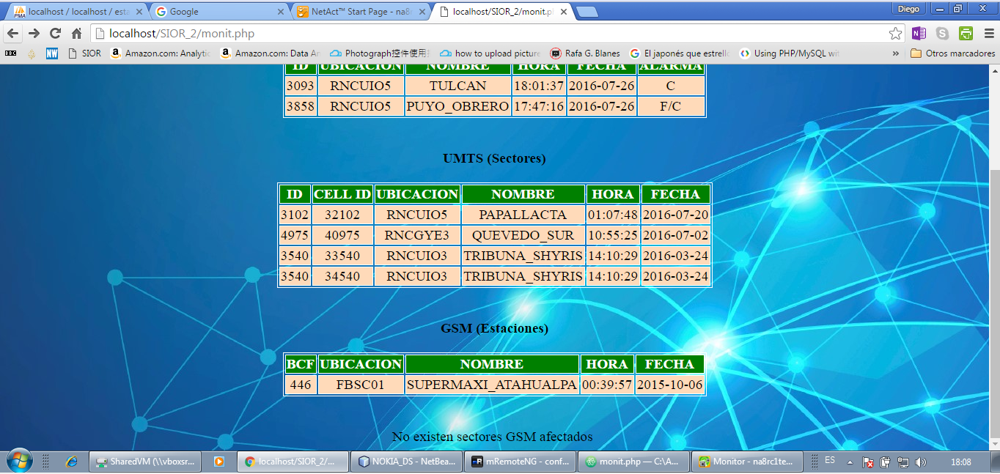 Diego
localhost / localhost / esta
Google
NetAct™ Start Page - na8r
localhost/SIOR_2/monit.p
localhost/SIOR_2/monit.php
BBC NW SIOR Amazon.com: Analytic Amazon.com: Data An Photograph控件使用 how to upload picture Rafa G. Blanes El japonés que estrell Using PHP/MySQL wit » Otros marcadores
ID UBICACION NOMBRE HORA FECHA ALARMA
3093 RNCUIO5 TULCAN 18:01:37 2016-07-26 C
3858 RNCUIO5 PUYO_OBRERO 17:47:16 2016-07-26 F/C
UMTS (Sectores)
ID CELL ID UBICACION NOMBRE HORA FECHA
3102 32102 RNCUIO5 PAPALLACTA 01:07:48 2016-07-20
4975 40975 RNCGYE3 QUEVEDO_SUR 10:55:25 2016-07-02
3540 33540 RNCUIO3 TRIBUNA_SHYRIS 14:10:29 2016-03-24
3540 34540 RNCUIO3 TRIBUNA_SHYRIS 14:10:29 2016-03-24
GSM (Estaciones)
BCF UBICACION NOMBRE HORA FECHA
446 FBSC01 SUPERMAXI_ATAHUALPA 00:39:57 2015-10-06
No existen sectores GSM afectados
SharedVM (\\vboxsr... localhost/SIOR_2/... NOKIA_DS - NetBea... mRemoteNG - conf... monit.php — C:\A... Monitor - na8rc1te... ES 18:08